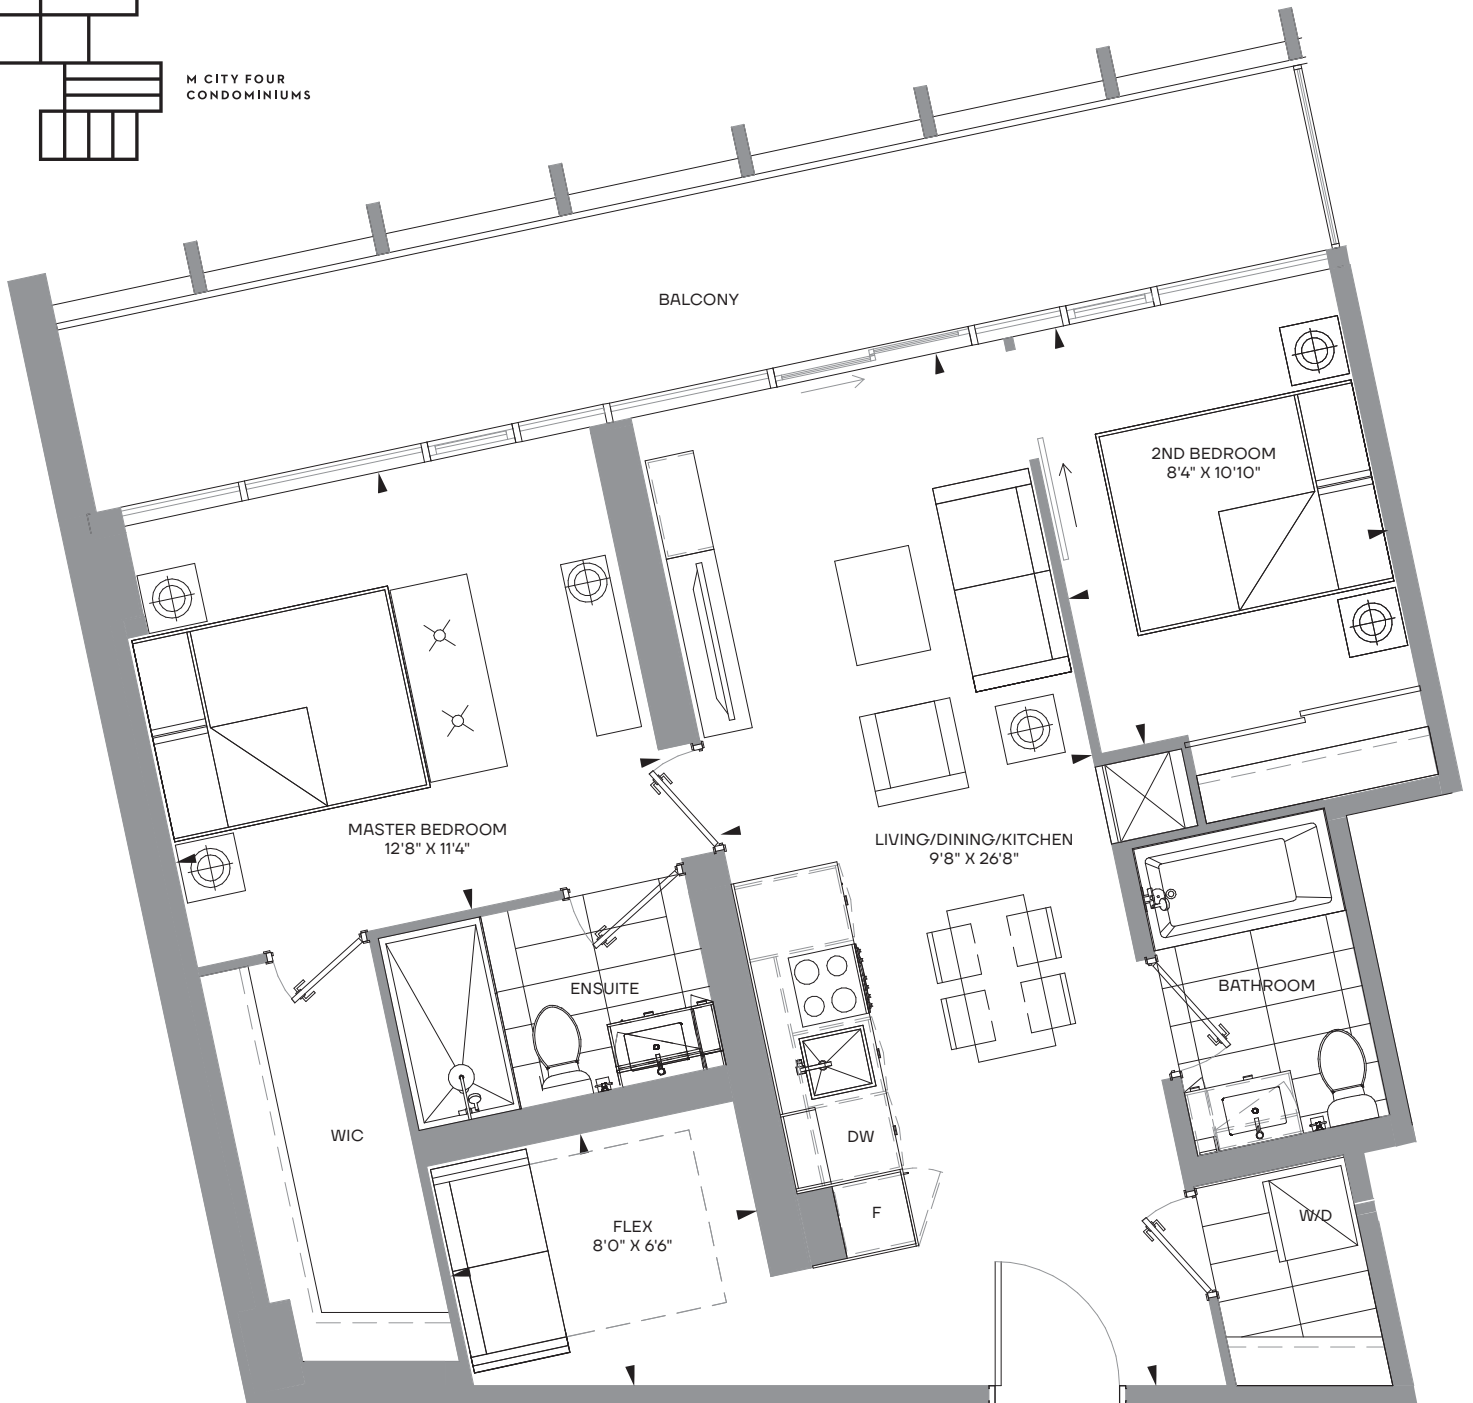 M CITY FOUR
CONDOMINIUMS
BALCONY
2ND BEDROOM
8'4" X 10'10"
MASTER BEDROOM
12'8" X 11'4"
LIVING/DINING/KITCHEN
9'8" X 26'8"
ENSUITE
BATHROOM
WIC
DW
FLEX
8'0" X 6'6"
F
W/D